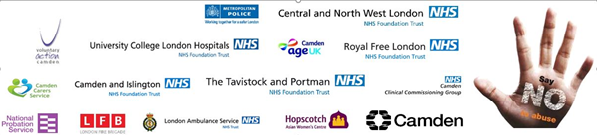 METROPOLITAN
POLICE
Working together for a safer London
Central and North West London NHS
NHS Foundation Trust
voluntary
action
camden
University College London Hospitals NHS
NHS Foundation Trust
Camden
age UK
Royal Free London NHS
NHS Foundation Trust
Camden
Carers
Service
Camden and Islington NHS
NHS Foundation Trust
The Tavistock and Portman NHS
NHS Foundation Trust
NHS
Camden
Clinical Commissioning Group
Say
NO
to abuse
National
Probation
Service
LFB
LONDON FIRE BRIGADE
London Ambulance Service NHS
NHS Trust
Hopscotch
Asian Women's Centre
Camden